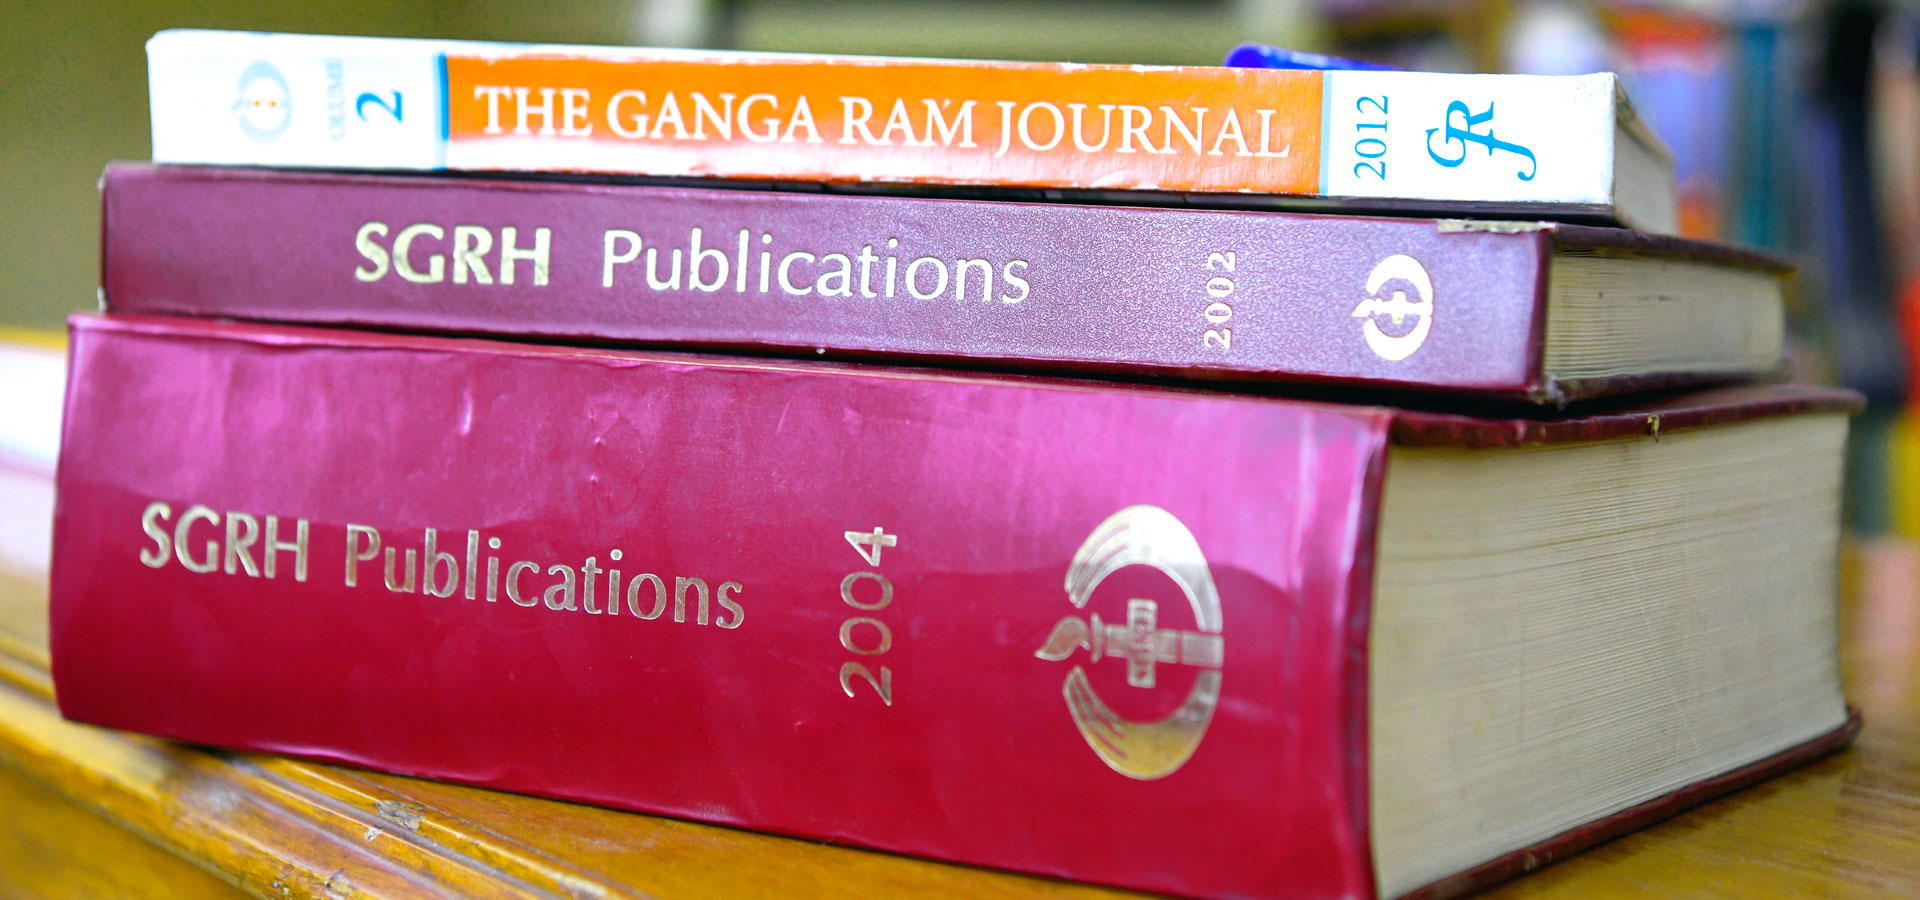 VOLUME 2 THE GANGA RAM JOURNAL 2012 GRJ
SGRH Publications 2002
SGRH Publications 2004